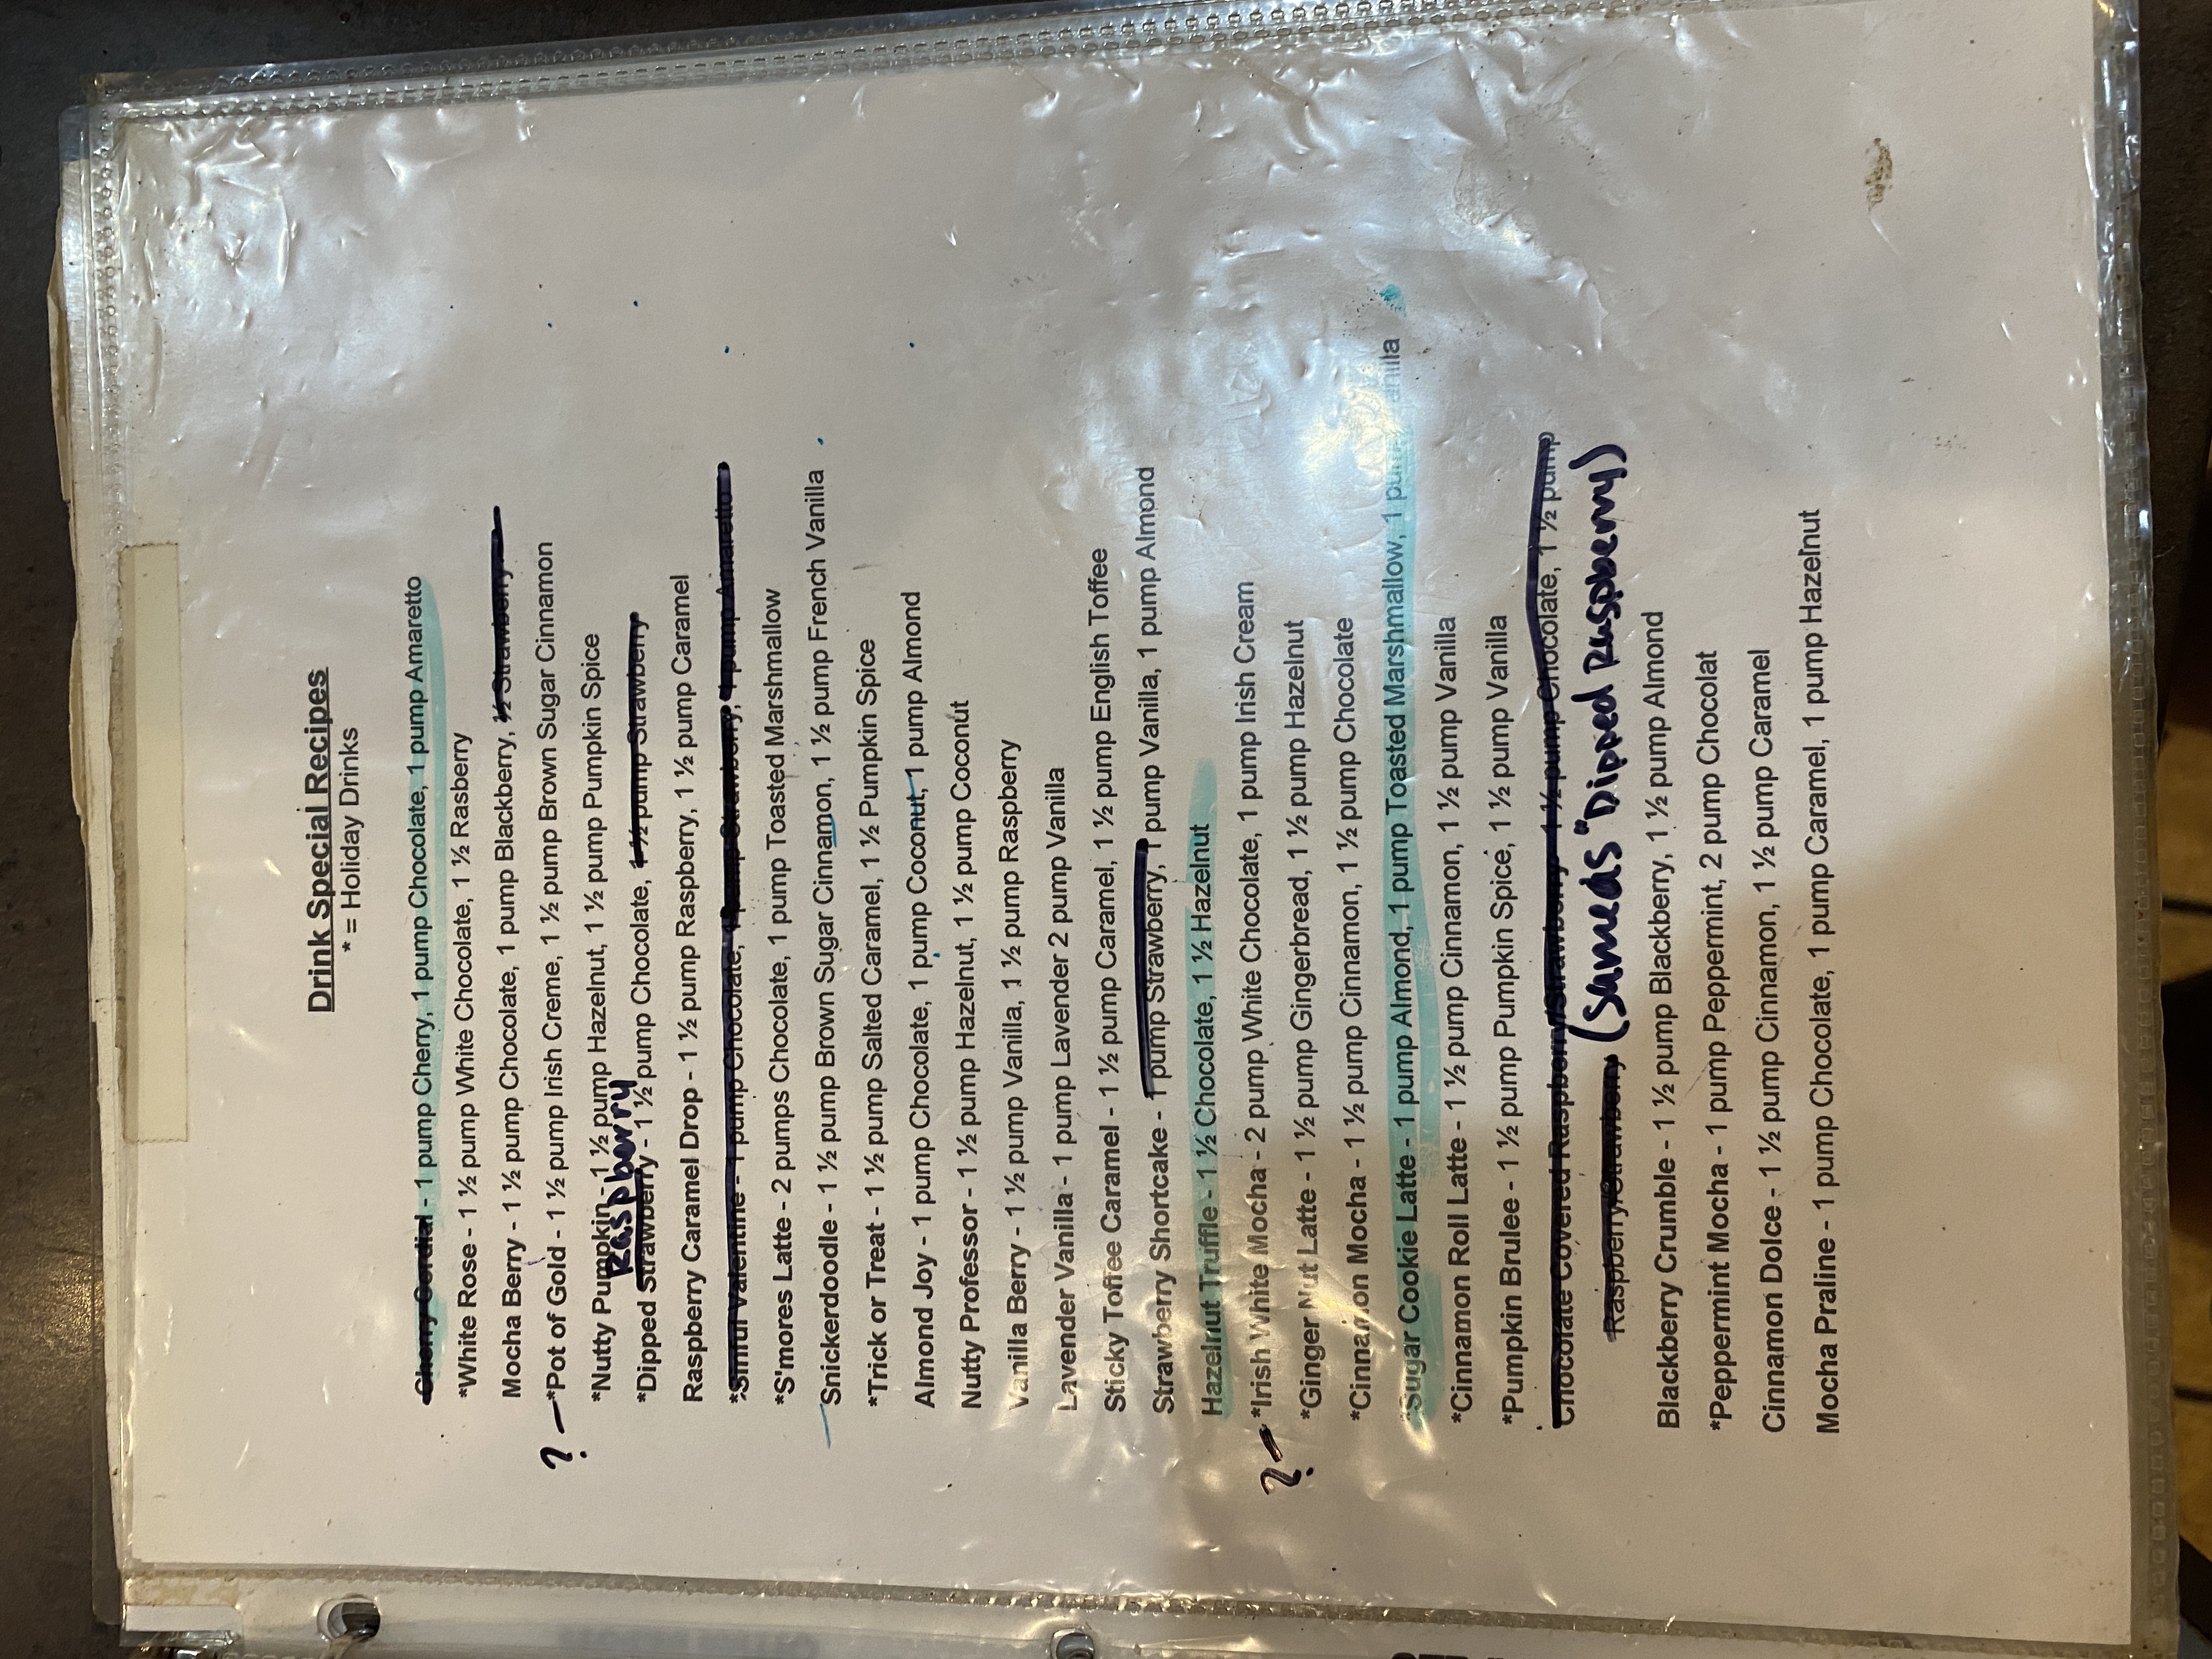 Drink Special Recipes
* = Holiday Drinks
Cherry Cordial - 1 pump Cherry, 1 pump Chocolate, 1 pump Amaretto
*White Rose - 1 ½ pump White Chocolate, 1 ½ Rasberry
Mocha Berry - 1 ½ pump Chocolate, 1 pump Blackberry, ½ Strawberry
? - *Pot of Gold - 1 ½ pump Irish Creme, 1 ½ pump Brown Sugar Cinnamon
*Nutty Pumpkin - 1 ½ pump Hazelnut, 1 ½ pump Pumpkin Spice
Raspberry
*Dipped Strawberry - 1 ½ pump Chocolate, 1 ½ pump Strawberry
Raspberry Caramel Drop - 1 ½ pump Raspberry, 1 ½ pump Caramel
*Sinful Valentine - 1 pump Chocolate, 1 pump Strawberry, 1 pump Amaretto
*S'mores Latte - 2 pumps Chocolate, 1 pump Toasted Marshmallow
Snickerdoodle - 1 ½ pump Brown Sugar Cinnamon, 1 ½ pump French Vanilla
*Trick or Treat - 1 ½ pump Salted Caramel, 1 ½ Pumpkin Spice
Almond Joy - 1 pump Chocolate, 1 pump Coconut, 1 pump Almond
Nutty Professor - 1 ½ pump Hazelnut, 1 ½ pump Coconut
Vanilla Berry - 1 ½ pump Vanilla, 1 ½ pump Raspberry
Lavender Vanilla - 1 pump Lavender 2 pump Vanilla
Sticky Toffee Caramel - 1 ½ pump Caramel, 1 ½ pump English Toffee
Strawberry Shortcake - 1 pump Strawberry, 1 pump Vanilla, 1 pump Almond
Hazelnut Truffle - 1 ½ Chocolate, 1 ½ Hazelnut
? - *Irish White Mocha - 2 pump White Chocolate, 1 pump Irish Cream
*Ginger Nut Latte - 1 ½ pump Gingerbread, 1 ½ pump Hazelnut
*Cinnamon Mocha - 1 ½ pump Cinnamon, 1 ½ pump Chocolate
*Sugar Cookie Latte - 1 pump Almond, 1 pump Toasted Marshmallow, 1 pump Vanilla
*Cinnamon Roll Latte - 1 ½ pump Cinnamon, 1 ½ pump Vanilla
*Pumpkin Brulee - 1 ½ pump Pumpkin Spice, 1 ½ pump Vanilla
Chocolate Covered Raspberry/Strawberry - 1 ½ pump Chocolate, 1 ½ pump
Raspberry/Strawberry (same as "Dipped Raspberry)
Blackberry Crumble - 1 ½ pump Blackberry, 1 ½ pump Almond
*Peppermint Mocha - 1 pump Peppermint, 2 pump Chocolat
Cinnamon Dolce - 1 ½ pump Cinnamon, 1 ½ pump Caramel
Mocha Praline - 1 pump Chocolate, 1 pump Caramel, 1 pump Hazelnut